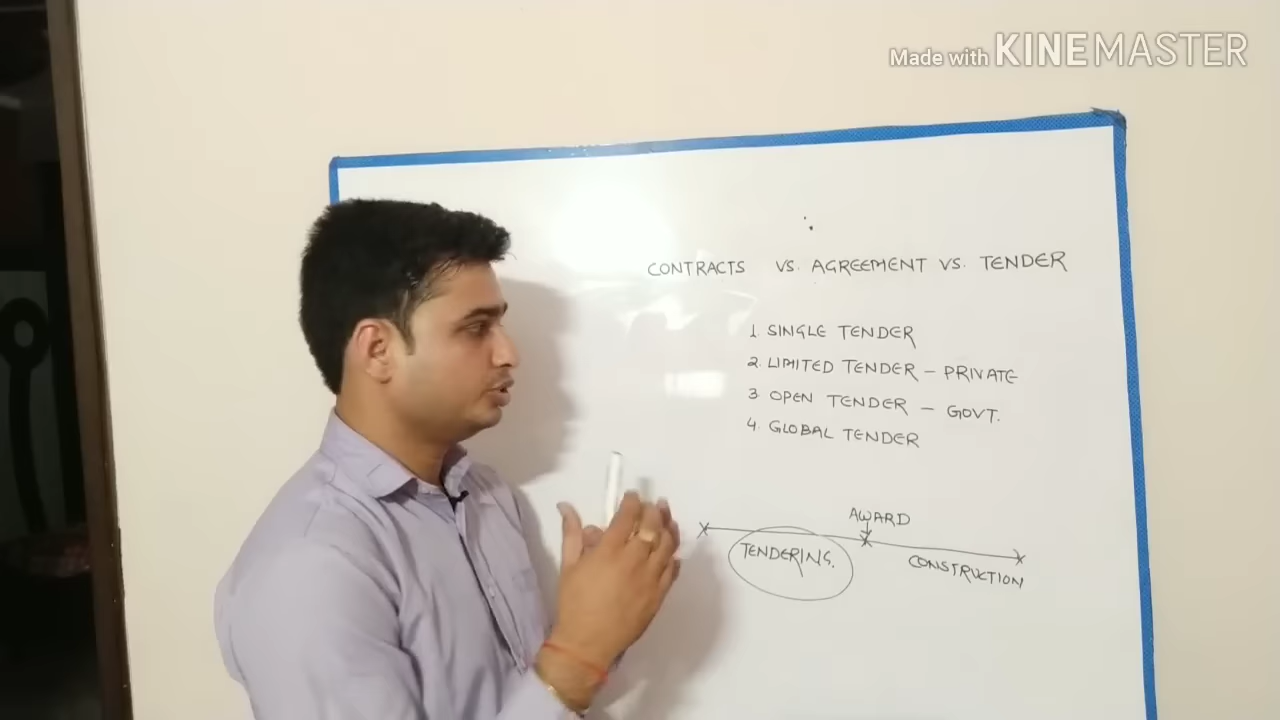 Made with KINEMASTER
CONTRACTS VS. AGREEMENT VS. TENDER
1. SINGLE TENDER
2. LIMITED TENDER - PRIVATE
3 OPEN TENDER - GOVT.
4. GLOBAL TENDER
AWARD
TENDERING.
CONSTRUCTION